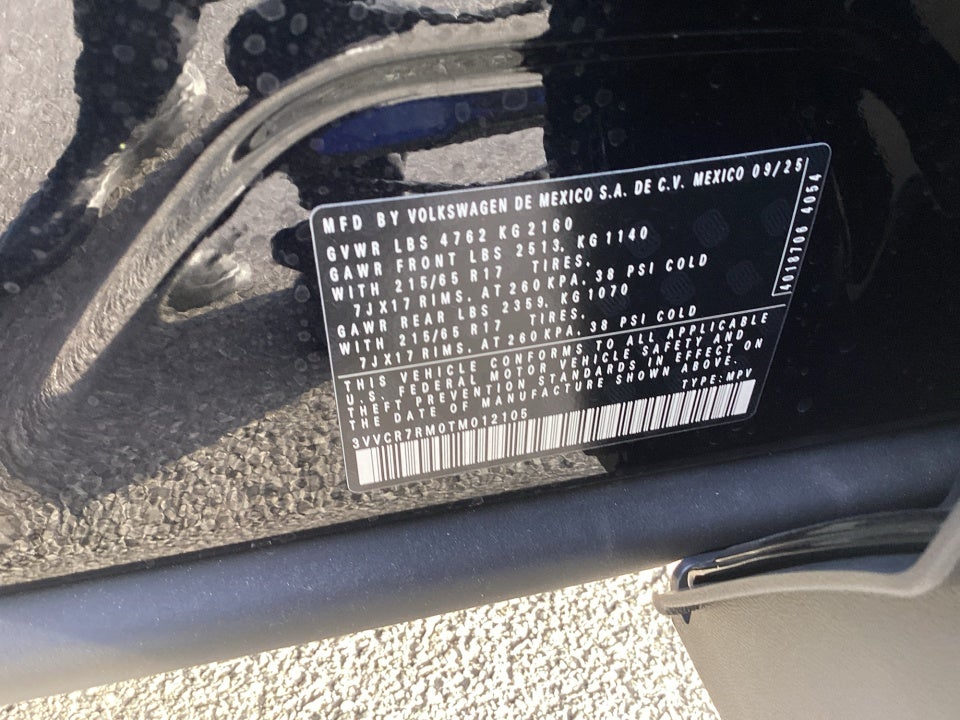 MFD BY VOLKSWAGEN DE MEXICO S.A. DE C.V. MEXICO 09/25
GVWR LBS 4762 KG 2160
GAWR FRONT LBS 2513, KG 1140
WITH 215/65 R17 TIRES,
7JX17 RIMS, AT 260 KPA, 38 PSI COLD
GAWR REAR LBS 2359, KG 1070
WITH 215/65 R17 TIRES,
7JX17 RIMS, AT 260 KPA, 38 PSI COLD
THIS VEHICLE CONFORMS TO ALL APPLICABLE
U.S. FEDERAL MOTOR VEHICLE SAFETY AND
THEFT PREVENTION STANDARDS IN EFFECT ON
THE DATE OF MANUFACTURE SHOWN ABOVE.
TYPE: MPV
3VVCR7RM0TM012105
4018706 4054